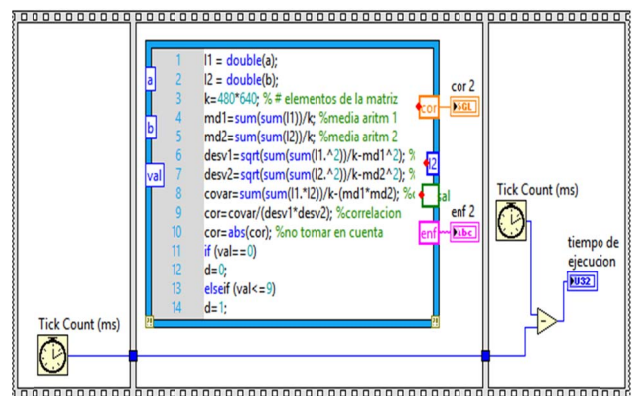 a
b
val
1 I1 = double(a);
2 I2 = double(b);
3 k=480*640; % # elementos de la matriz
4 md1=sum(sum(I1))/k; %media aritm 1
5 md2=sum(sum(I2))/k; %media aritm 2
6 desv1=sqrt(sum(sum(I1.^2))/k-md1^2); %
7 desv2=sqrt(sum(sum(I2.^2))/k-md2^2); %
8 covar=sum(sum(I1.*I2))/k-(md1*md2); %
9 cor=covar/(desv1*desv2); %correlacion
10 cor=abs(cor); %no tomar en cuenta
11 if (val==0)
12 d=0;
13 elseif (val<=9)
14 d=1;
cor
cor 2
SGL
I2
sal
enf
enf 2
abc
Tick Count (ms)
tiempo de
ejecucion
U32
Tick Count (ms)